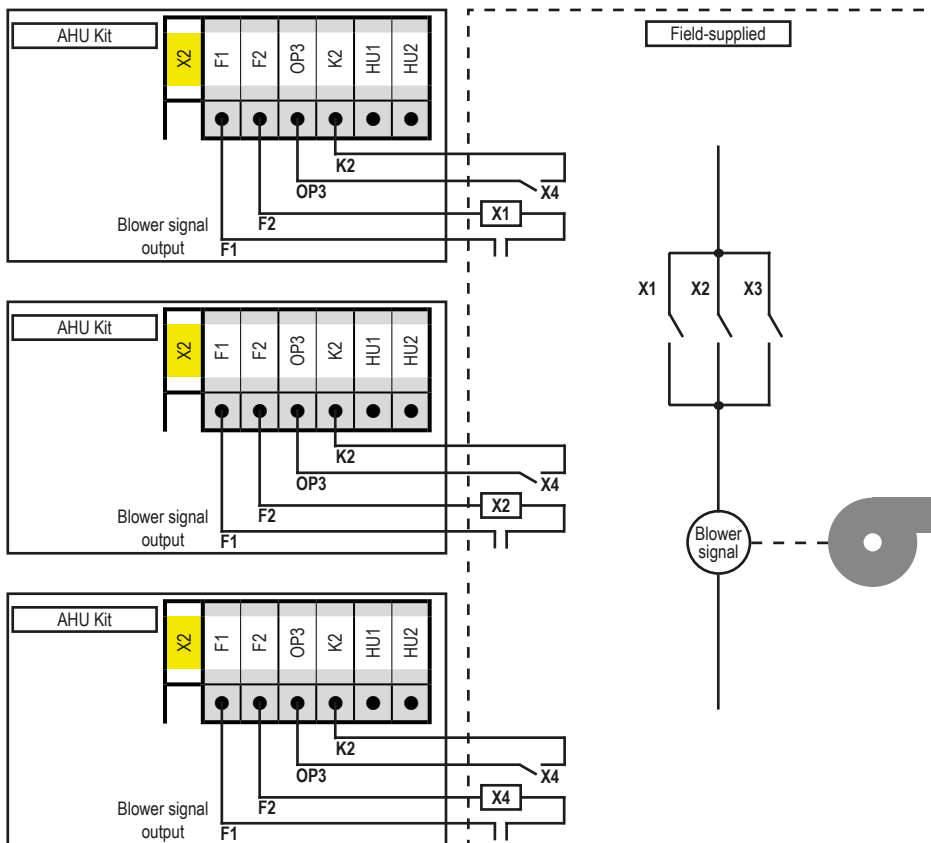 AHU Kit
X2
F1
F2
OP3
K2
HU1
HU2
K2
OP3
X4
X1
F2
Blower signal
output
F1
AHU Kit
X2
F1
F2
OP3
K2
HU1
HU2
K2
OP3
X4
X2
F2
Blower signal
output
F1
AHU Kit
X2
F1
F2
OP3
K2
HU1
HU2
K2
OP3
X4
X4
F2
Blower signal
output
F1
Field-supplied
X1
X2
X3
Blower
signal